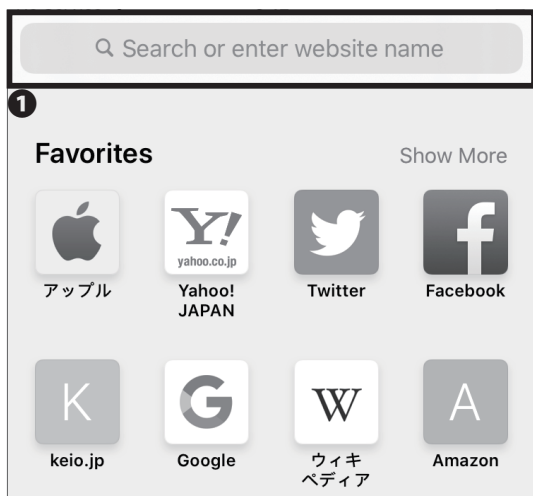 Search or enter website name
1
Favorites
Show More
Y!
yahoo.co.jp
f
アップル
Yahoo!
JAPAN
Twitter
Facebook
K
G
W
A
keio.jp
Google
ウィキ
ペディア
Amazon